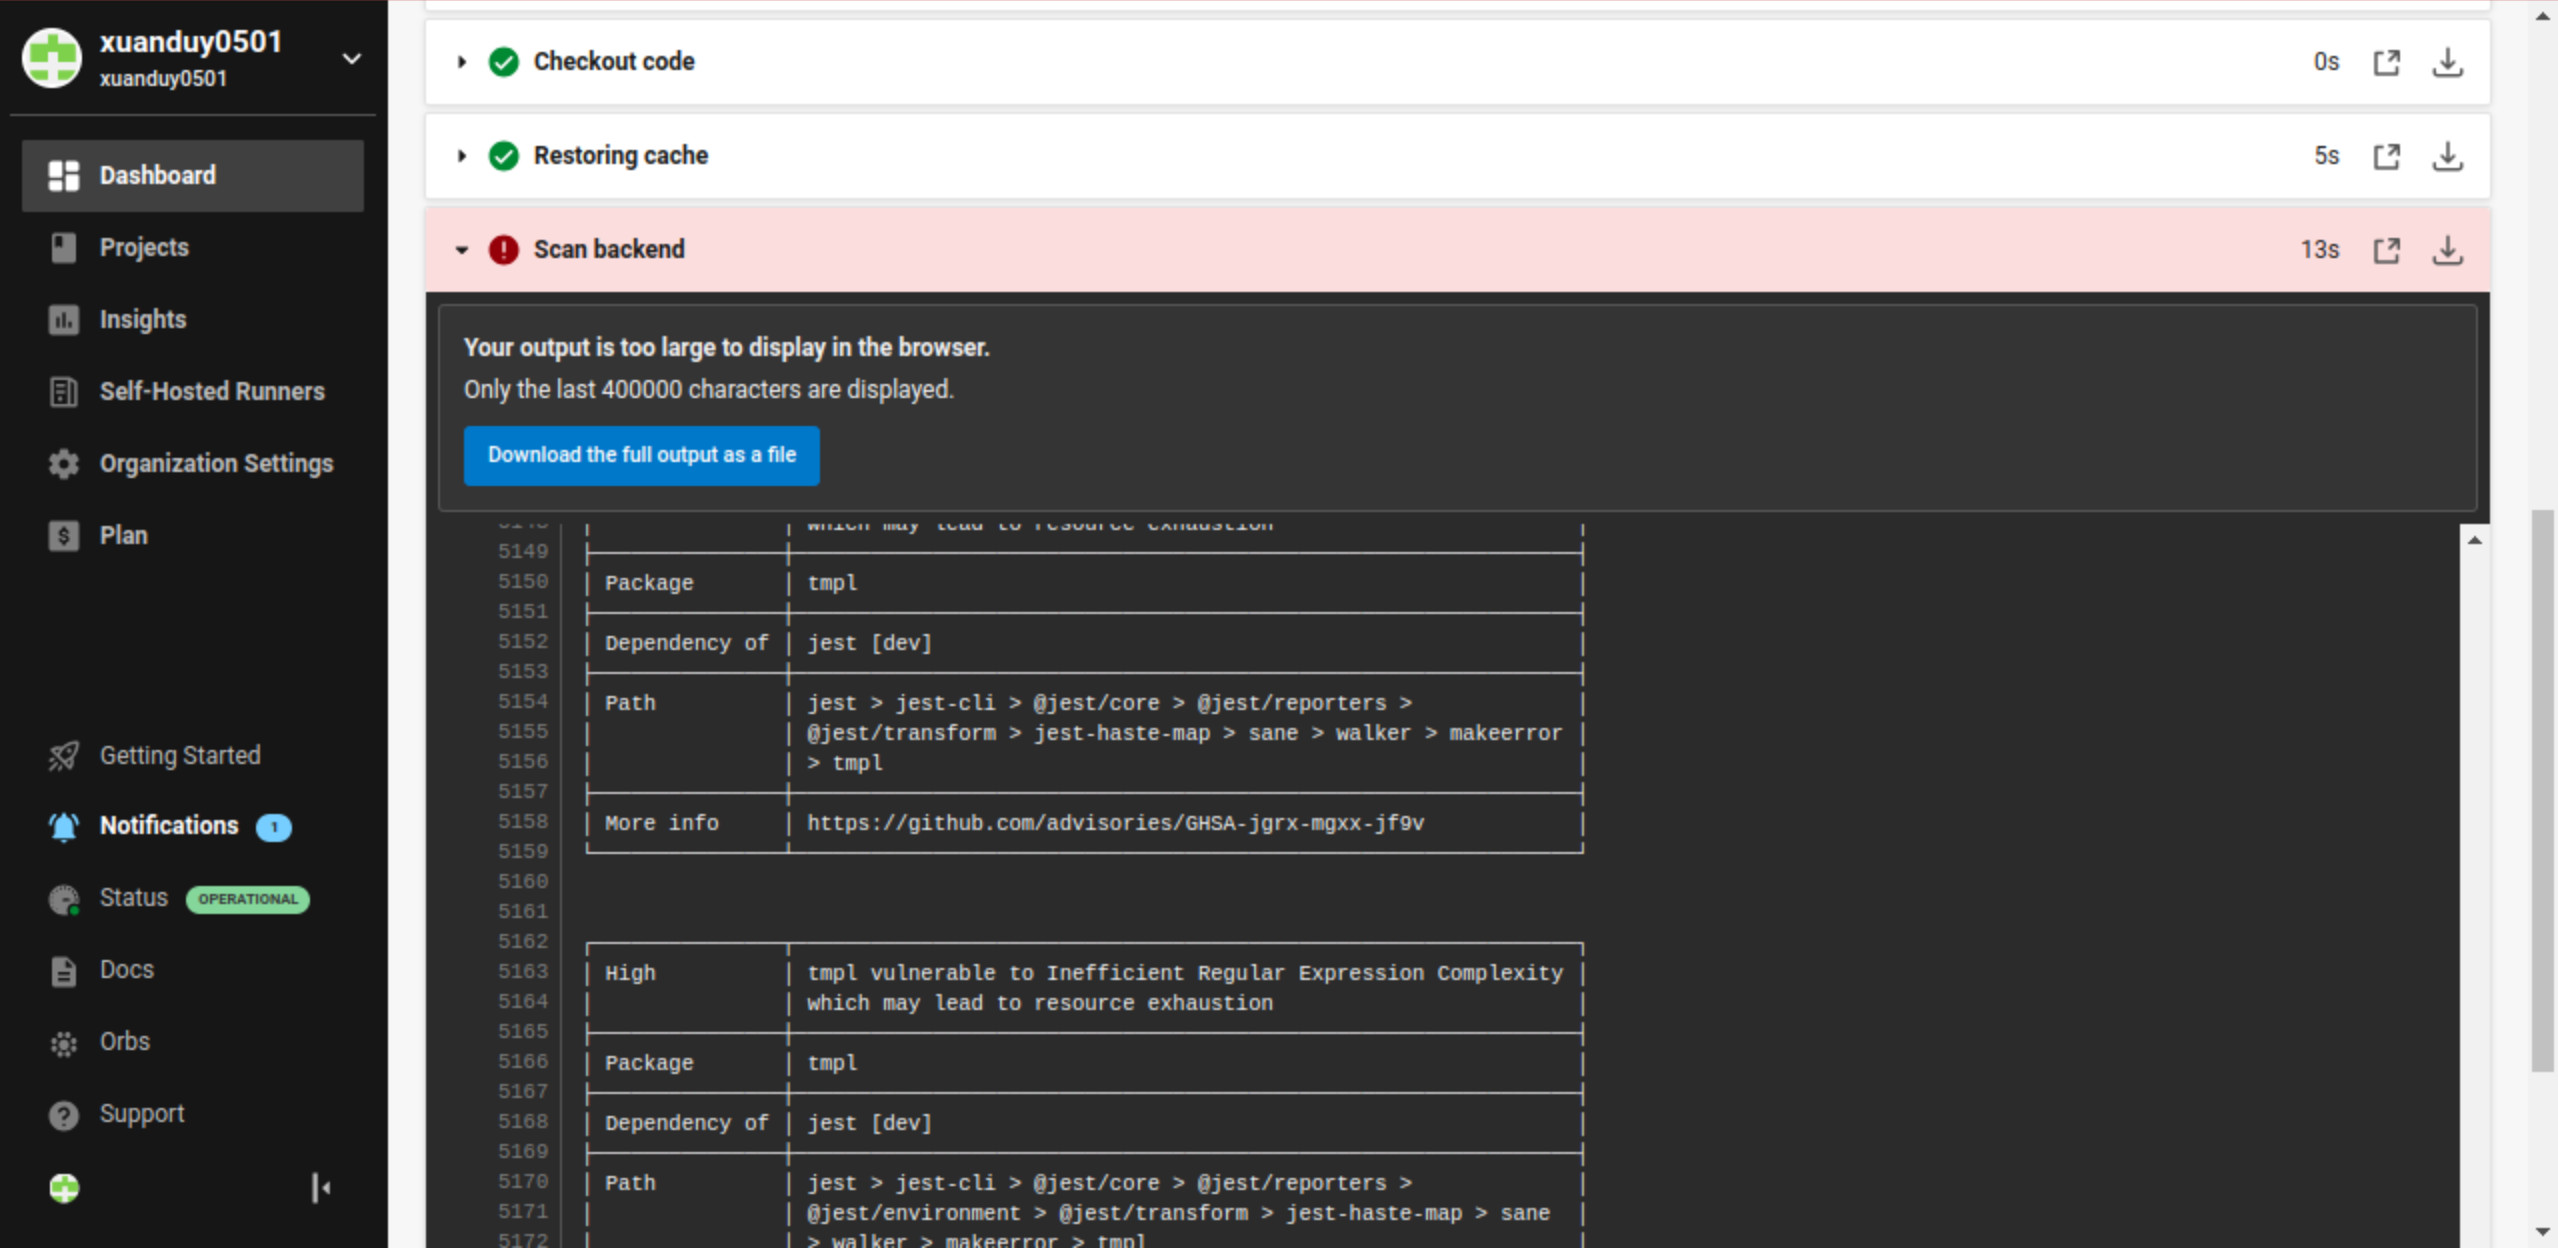 xuanduy0501
xuanduy0501
Dashboard
Projects
Insights
Self-Hosted Runners
Organization Settings
Plan
Getting Started
Notifications 1
Status OPERATIONAL
Docs
Orbs
Support
Checkout code 0s
Restoring cache 5s
Scan backend 13s
Your output is too large to display in the browser.
Only the last 400000 characters are displayed.
Download the full output as a file
which may lead to resource exhaustion
5149
5150 Package tmpl
5151
5152 Dependency of jest [dev]
5153
5154 Path jest > jest-cli > @jest/core > @jest/reporters >
5155 @jest/transform > jest-haste-map > sane > walker > makeerror
5156 > tmpl
5157
5158 More info https://github.com/advisories/GHSA-jgrx-mgxx-jf9v
5159
5160
5161
5162
5163 High tmpl vulnerable to Inefficient Regular Expression Complexity
5164 which may lead to resource exhaustion
5165
5166 Package tmpl
5167
5168 Dependency of jest [dev]
5169
5170 Path jest > jest-cli > @jest/core > @jest/reporters >
5171 @jest/environment > @jest/transform > jest-haste-map > sane
5172 > walker > makeerror > tmpl